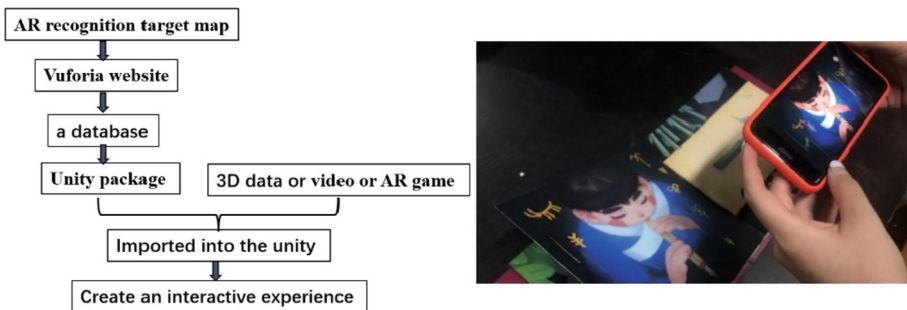 AR recognition target map
Vuforia website
a database
Unity package
3D data or video or AR game
Imported into the unity
Create an interactive experience